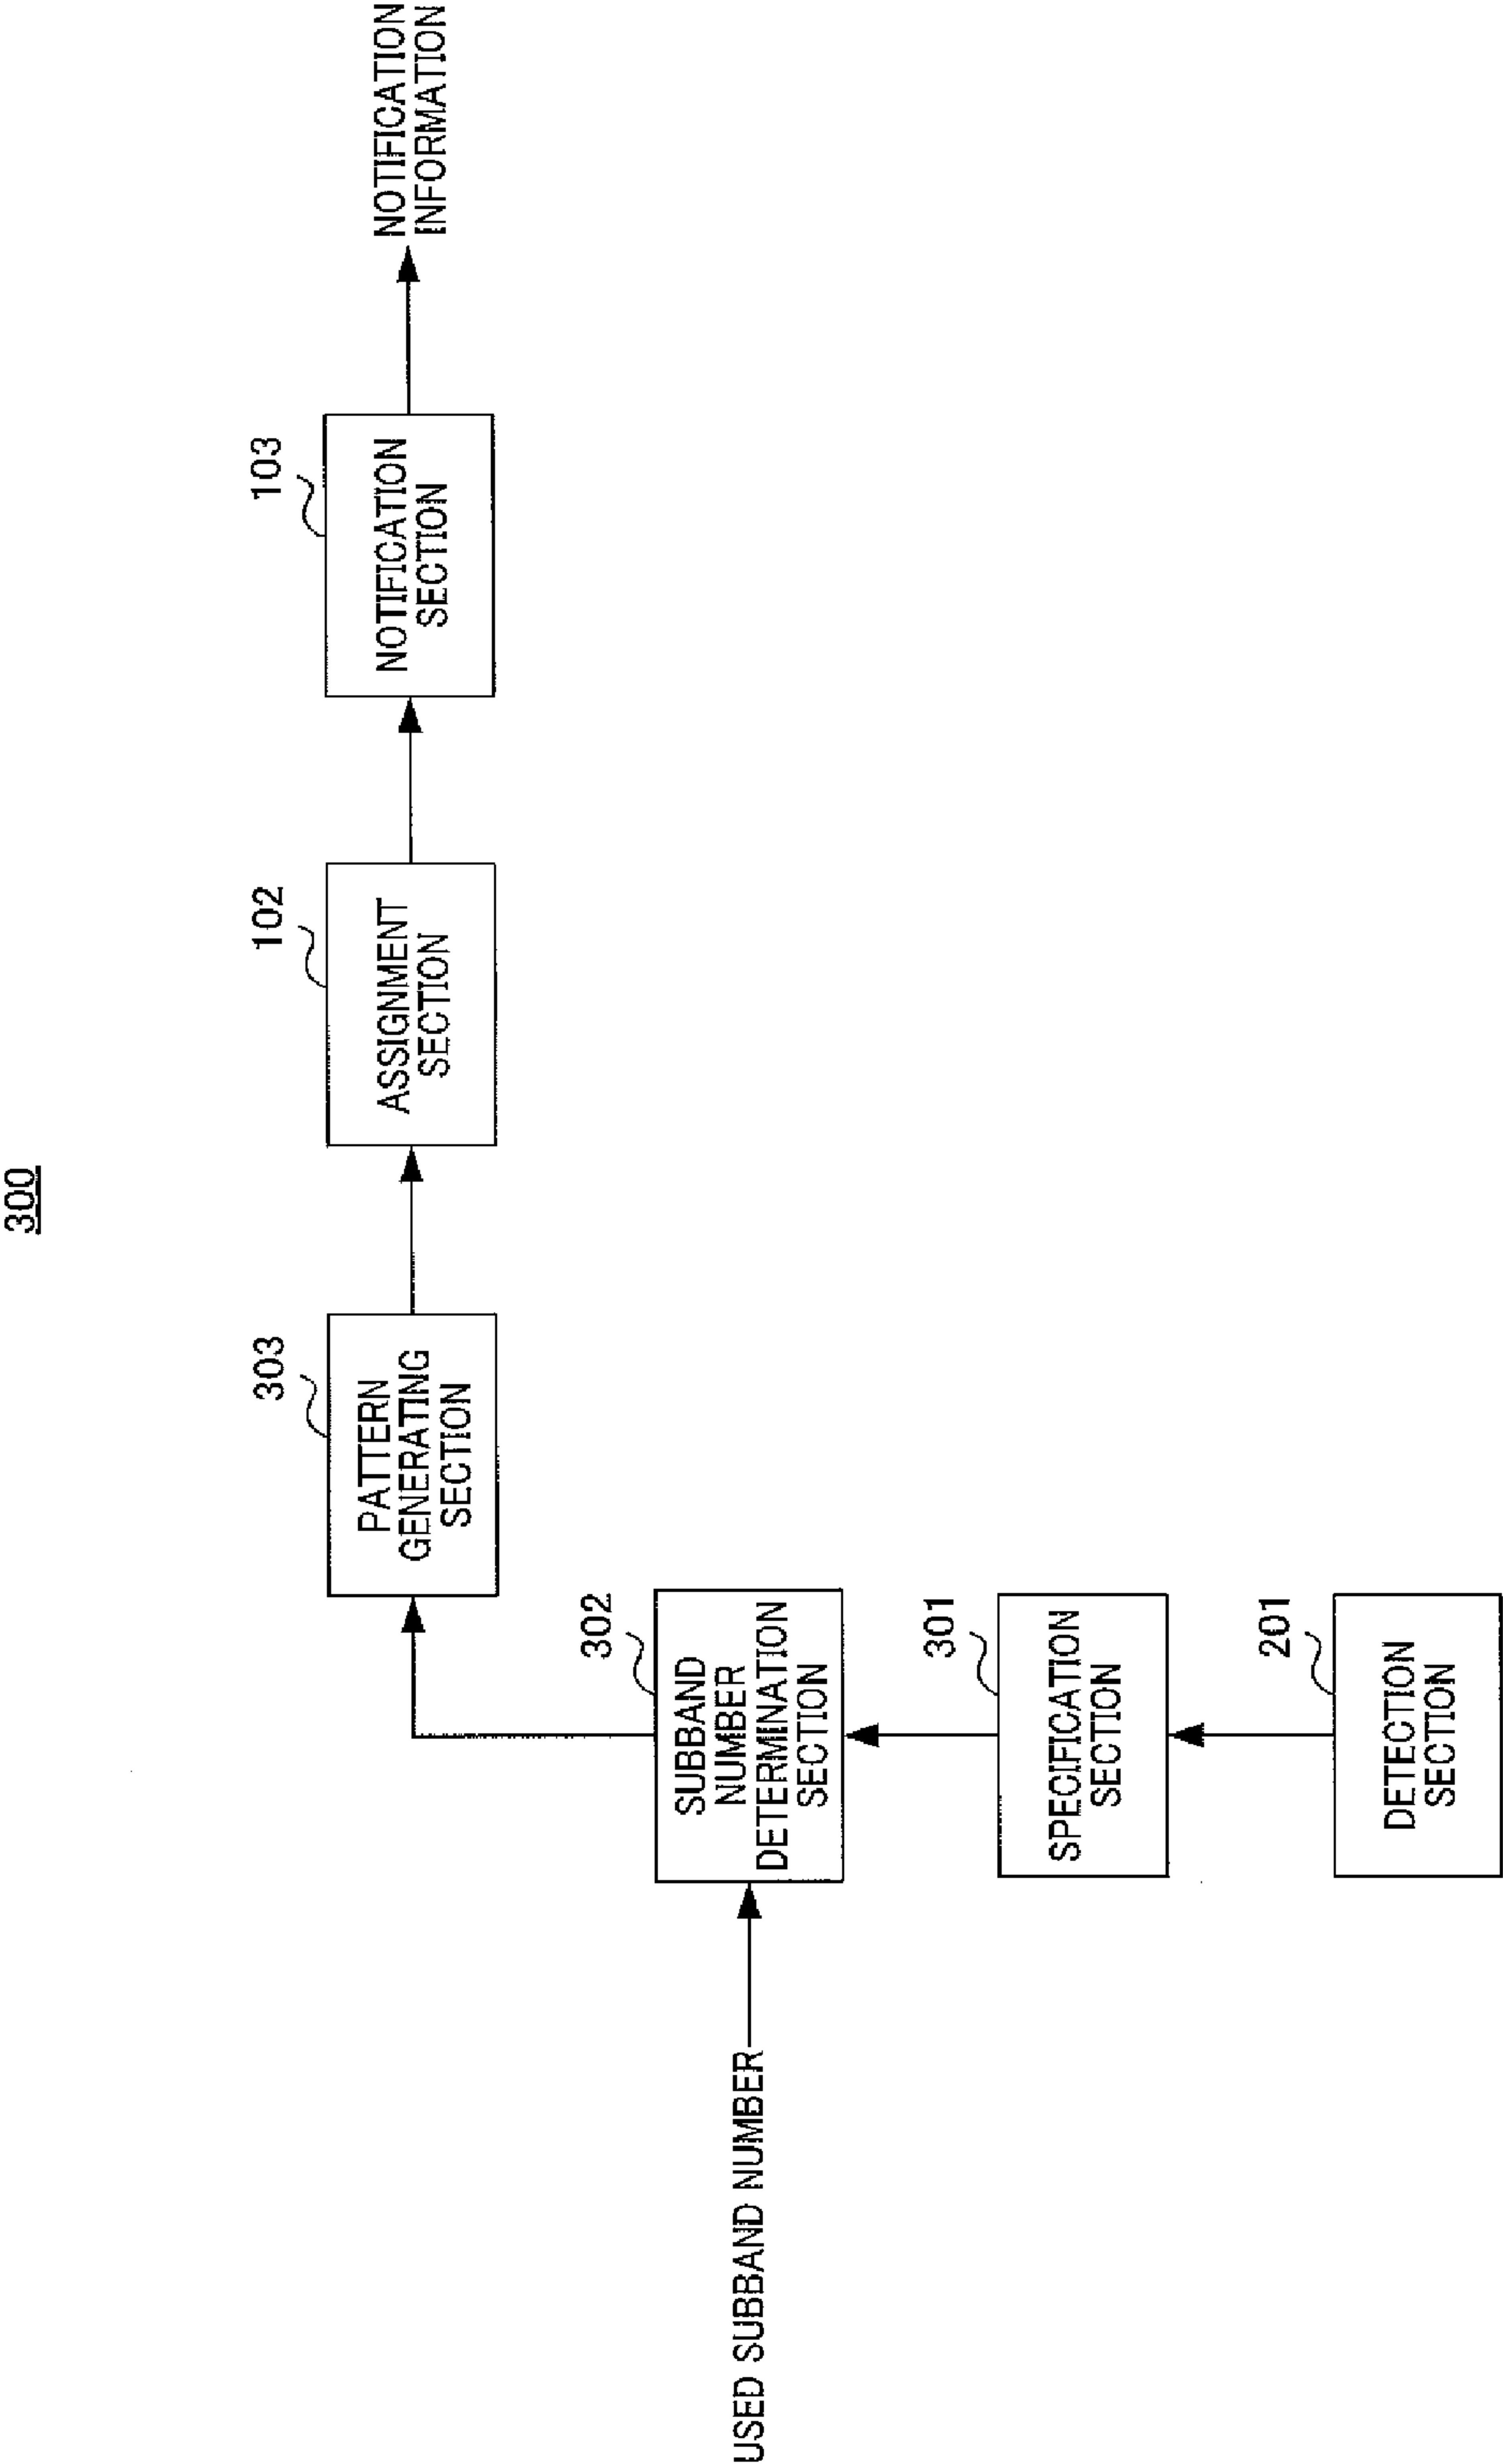 300
303
PATTERN
GENERATING
SECTION
102
ASSIGNMENT
SECTION
103
NOTIFICATION
SECTION
NOTIFICATION
INFORMATION
USED SUBBAND NUMBER
302
SUBBAND
NUMBER
DETERMINATION
SECTION
301
SPECIFICATION
SECTION
201
DETECTION
SECTION